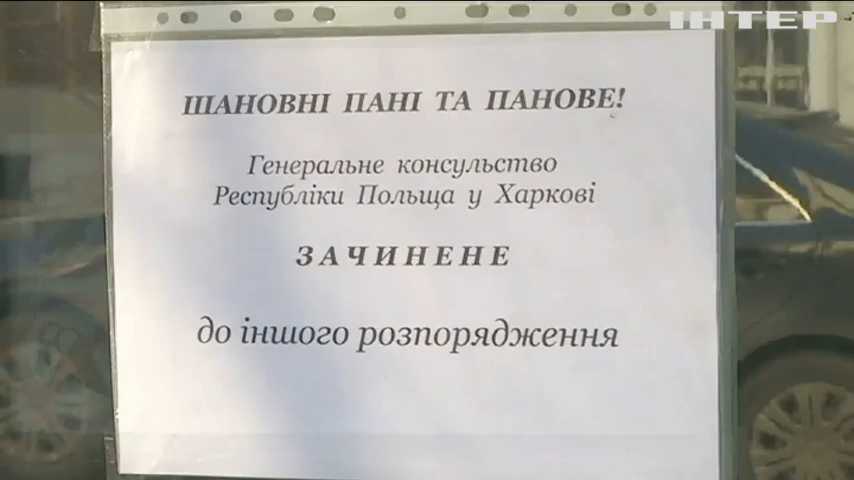 ІНТЕР
ШАНОВНІ ПАНІ ТА ПАНОВЕ!
Генеральне консульство
Республіки Польща у Харкові
ЗАЧИНЕНЕ
до іншого розпорядження